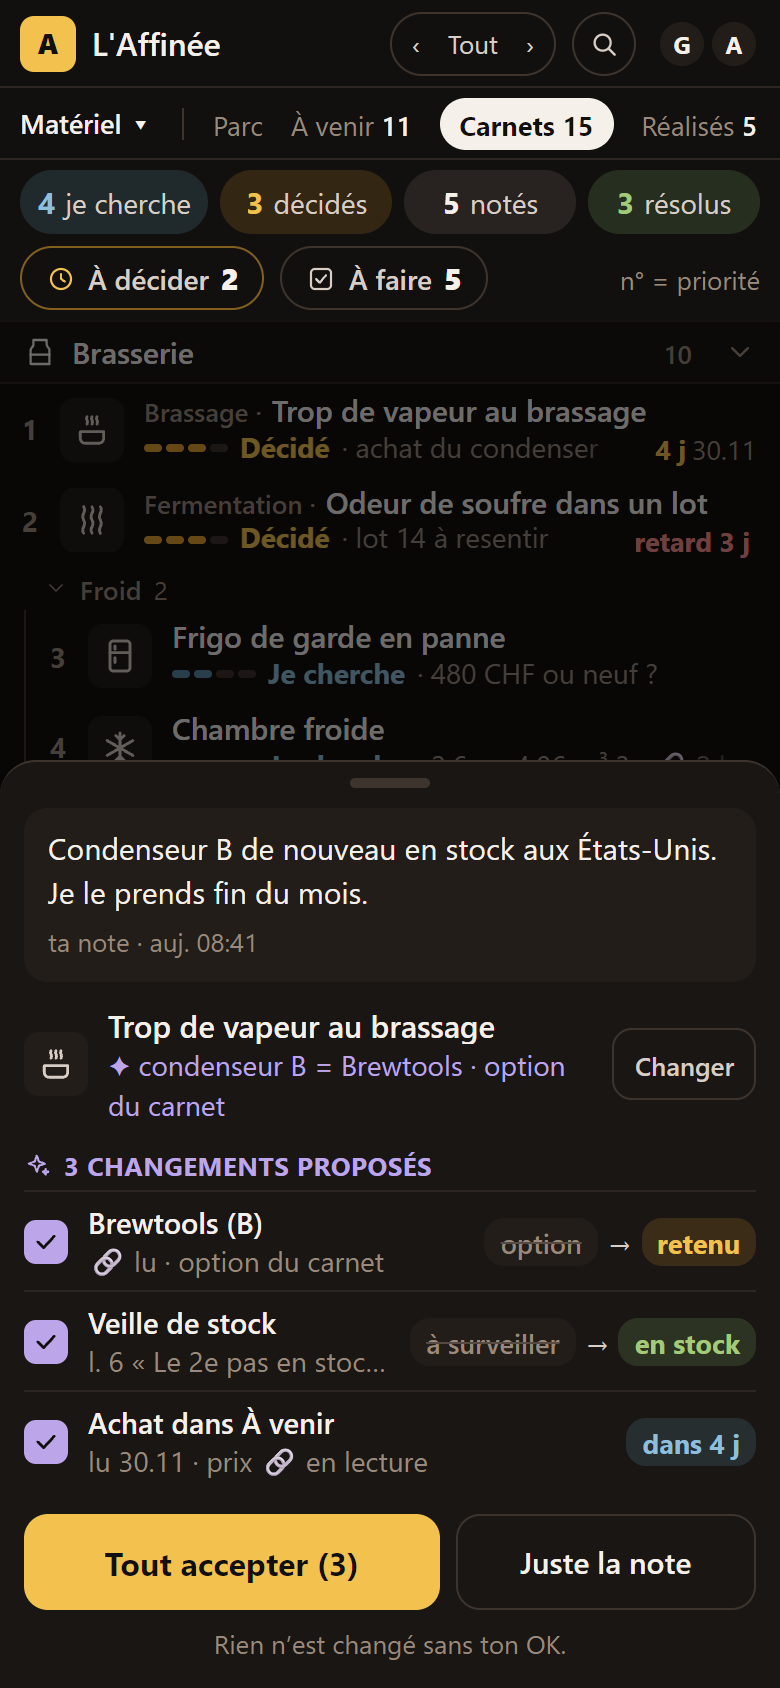 A L'Affinée ‹ Tout › G A
Matériel ▼ Parc À venir 11 Carnets 15 Réalisés 5
4 je cherche 3 décidés 5 notés 3 résolus
À décider 2 À faire 5 n° = priorité
Brasserie 10
1 Brassage · Trop de vapeur au brassage
Décidé · achat du condenser 4 j 30.11
2 Fermentation · Odeur de soufre dans un lot
Décidé · lot 14 à resentir retard 3 j
Froid 2
3 Frigo de garde en panne
Je cherche · 480 CHF ou neuf ?
4 Chambre froide
Condenseur B de nouveau en stock aux États-Unis.
Je le prends fin du mois.
ta note · auj. 08:41
Trop de vapeur au brassage
✦ condenseur B = Brewtools · option
du carnet
Changer
3 CHANGEMENTS PROPOSÉS
Brewtools (B)
🔗 lu · option du carnet
option → retenu
Veille de stock
l. 6 « Le 2e pas en stoc…
à surveiller → en stock
Achat dans À venir
lu 30.11 · prix 🔗 en lecture
dans 4 j
Tout accepter (3) Juste la note
Rien n’est changé sans ton OK.